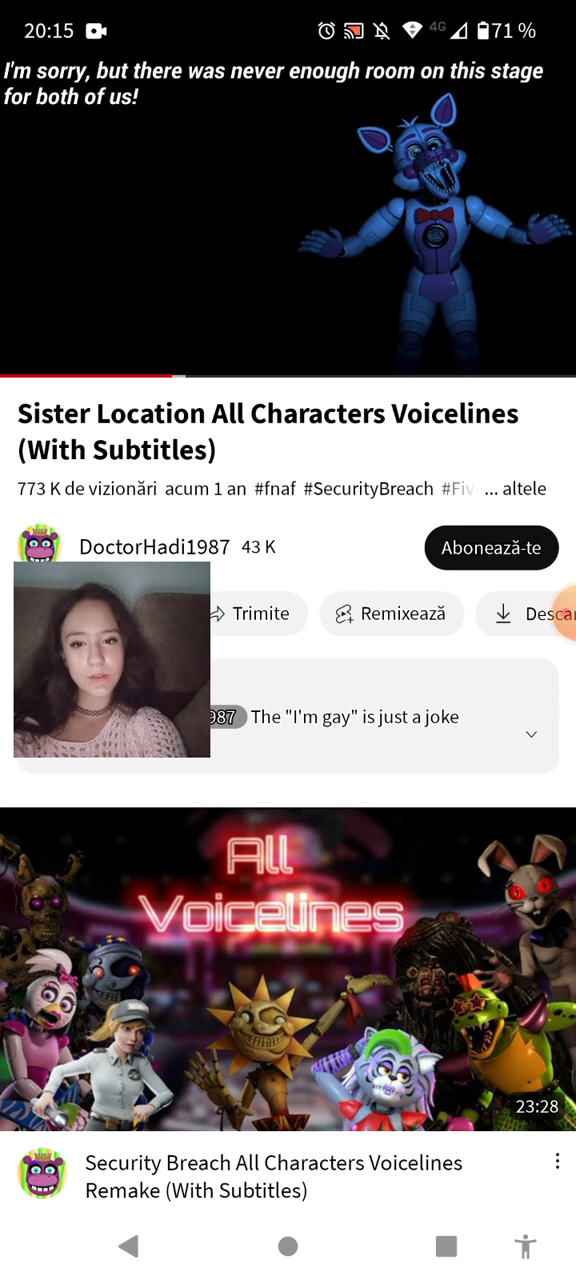 20:15 4G 71 %
I'm sorry, but there was never enough room on this stage
for both of us!
Sister Location All Characters Voicelines
(With Subtitles)
773 K de vizionări acum 1 an #fnaf #SecurityBreach #Fiv ... altele
DoctorHadi1987 43 K Abonează-te
Trimite Remixează Descar
987 The "I'm gay" is just a joke
All
Voicelines
23:28
Security Breach All Characters Voicelines
Remake (With Subtitles)